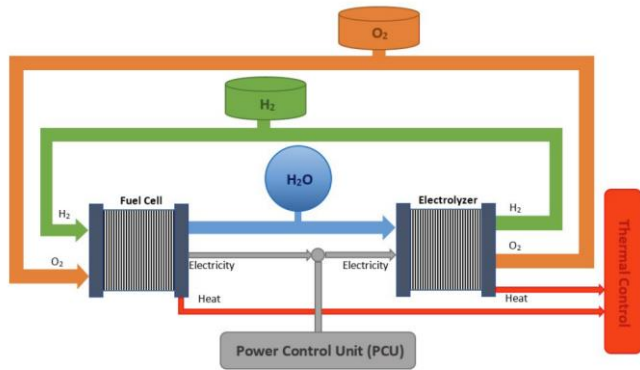 O₂
H₂
H₂O
Fuel Cell
Electrolyzer
H₂
H₂
O₂
O₂
Electricity
Electricity
Heat
Heat
Thermal Control
Power Control Unit (PCU)